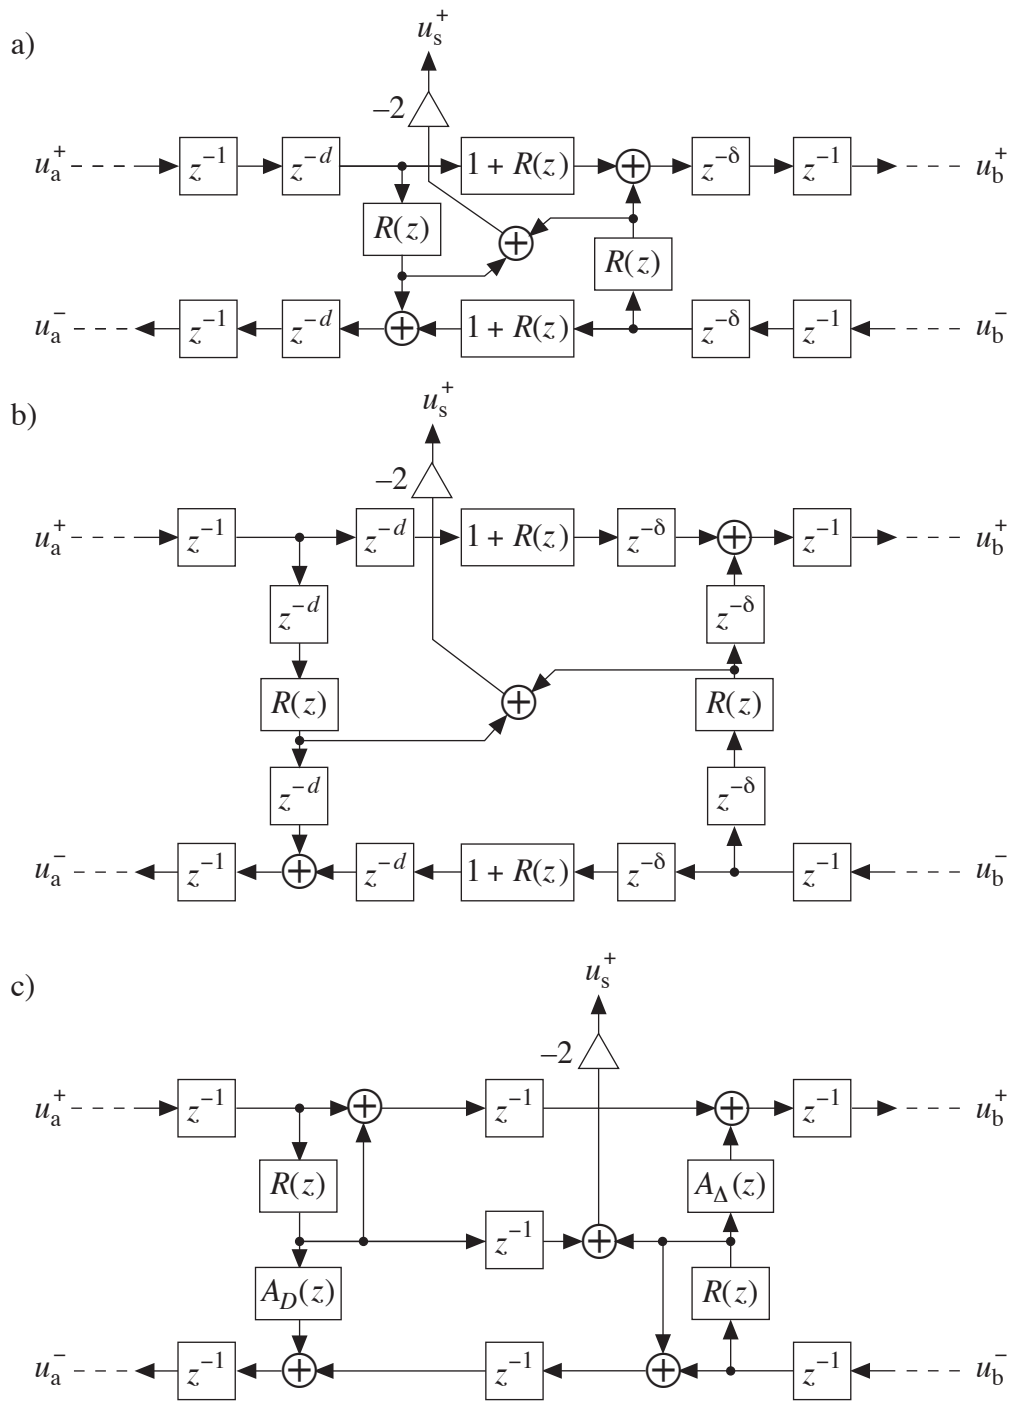 a)
u_s^+
−2
u_a^+ z^{−1} z^{−d} 1 + R(z) z^{−δ} z^{−1} u_b^+
R(z)
R(z)
u_a^− z^{−1} z^{−d} 1 + R(z) z^{−δ} z^{−1} u_b^−
b)
u_s^+
−2
u_a^+ z^{−1} z^{−d} 1 + R(z) z^{−δ} z^{−1} u_b^+
z^{−d} z^{−δ}
R(z) R(z)
z^{−d} z^{−δ}
u_a^− z^{−1} z^{−d} 1 + R(z) z^{−δ} z^{−1} u_b^−
c)
u_s^+
−2
u_a^+ z^{−1} z^{−1} z^{−1} u_b^+
R(z) A_Δ(z)
z^{−1}
A_D(z) R(z)
u_a^− z^{−1} z^{−1} z^{−1} u_b^−